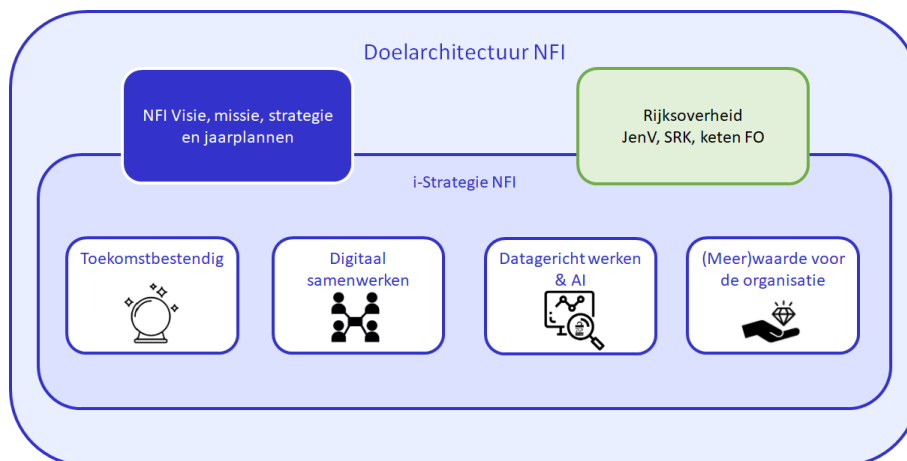 Doelarchitectuur NFI
NFI Visie, missie, strategie
en jaarplannen
Rijksoverheid
JenV, SRK, keten FO
i-Strategie NFI
Toekomstbestendig
Digitaal
samenwerken
Datagericht werken
& AI
(Meer)waarde voor
de organisatie